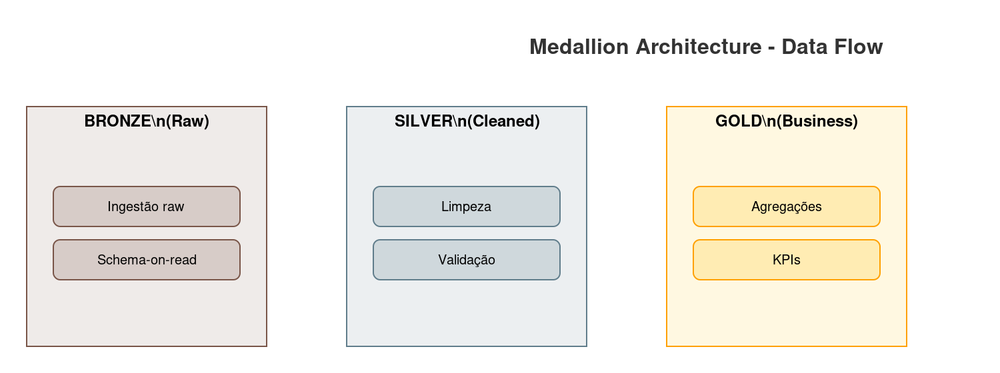 Medallion Architecture - Data Flow
BRONZE\n(Raw)
Ingestão raw
Schema-on-read
SILVER\n(Cleaned)
Limpeza
Validação
GOLD\n(Business)
Agregações
KPIs